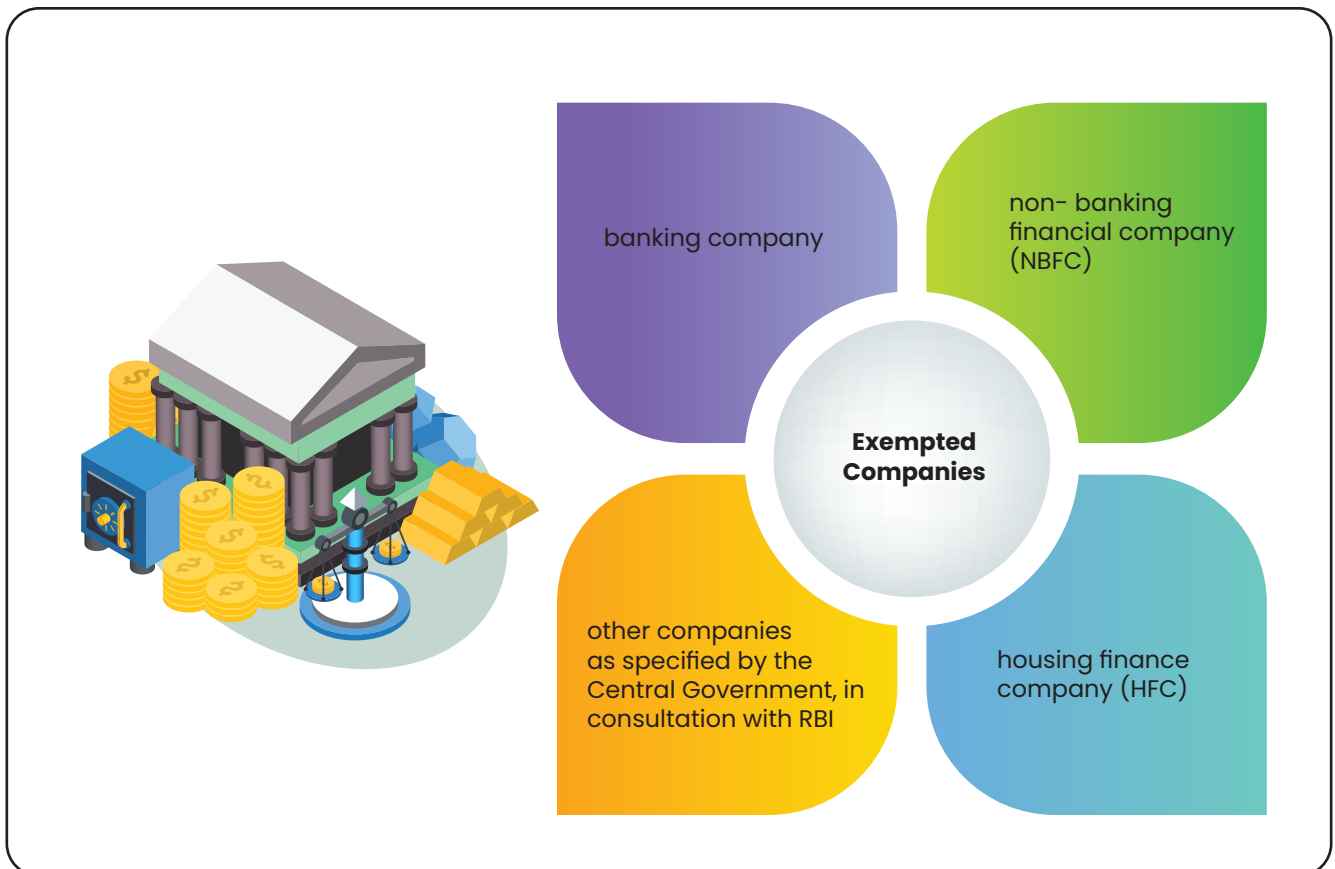 banking company
non- banking
financial company
(NBFC)
Exempted
Companies
other companies
as specified by the
Central Government, in
consultation with RBI
housing finance
company (HFC)